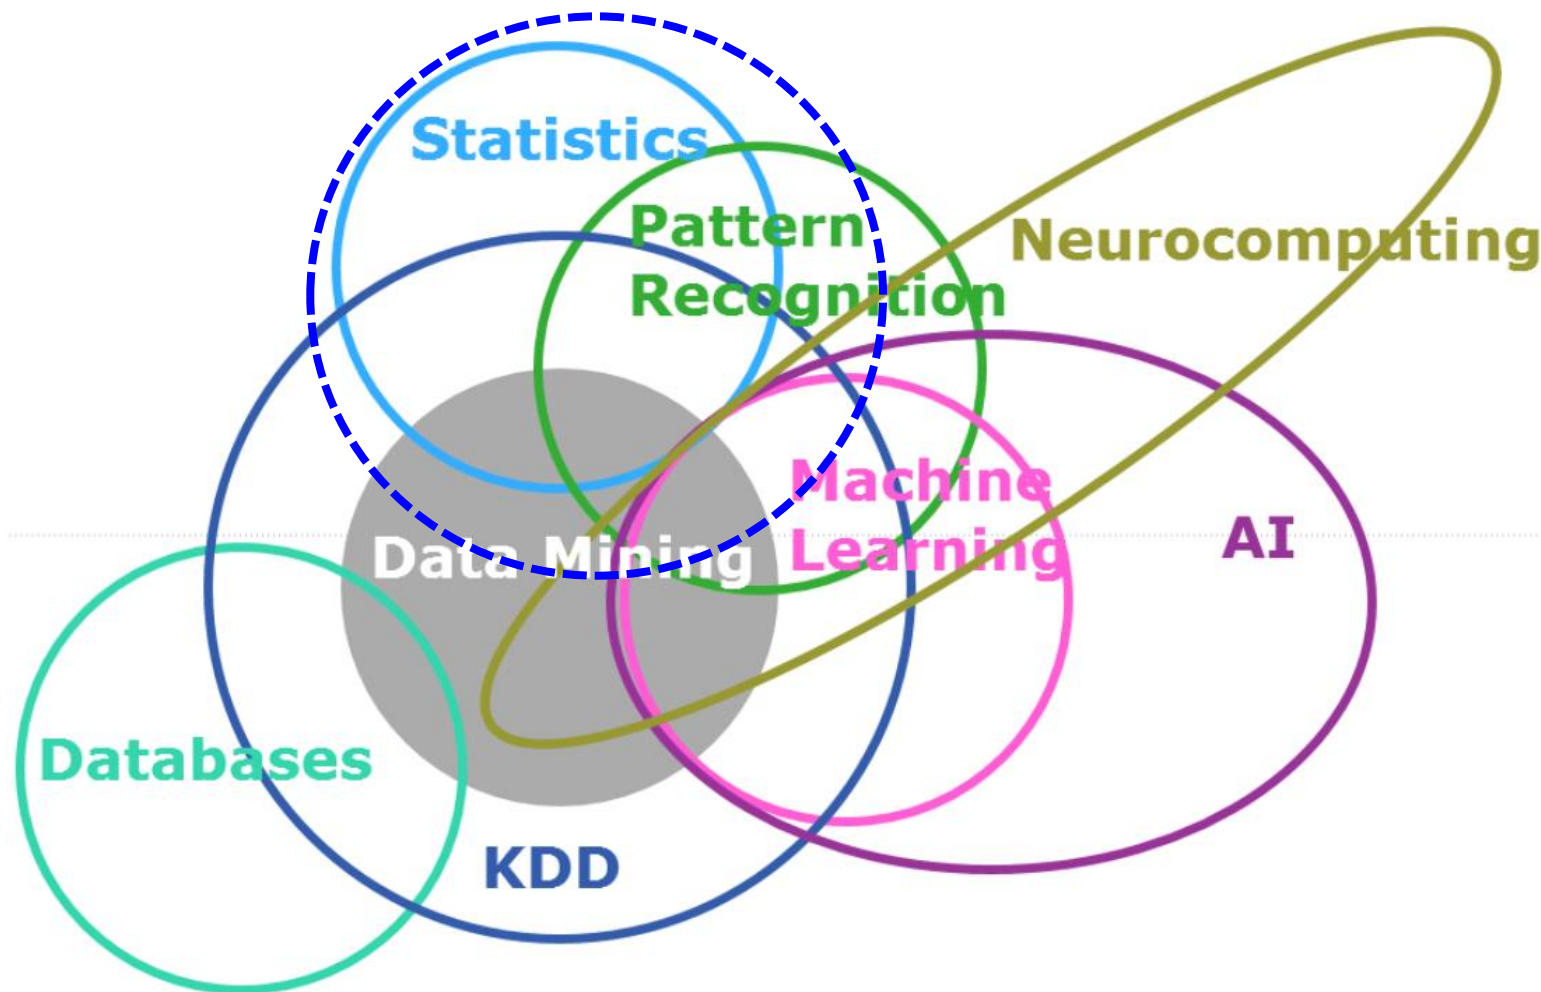 Statistics
Pattern
Recognition
Neurocomputing
Machine
Learning
AI
Data Mining
Databases
KDD